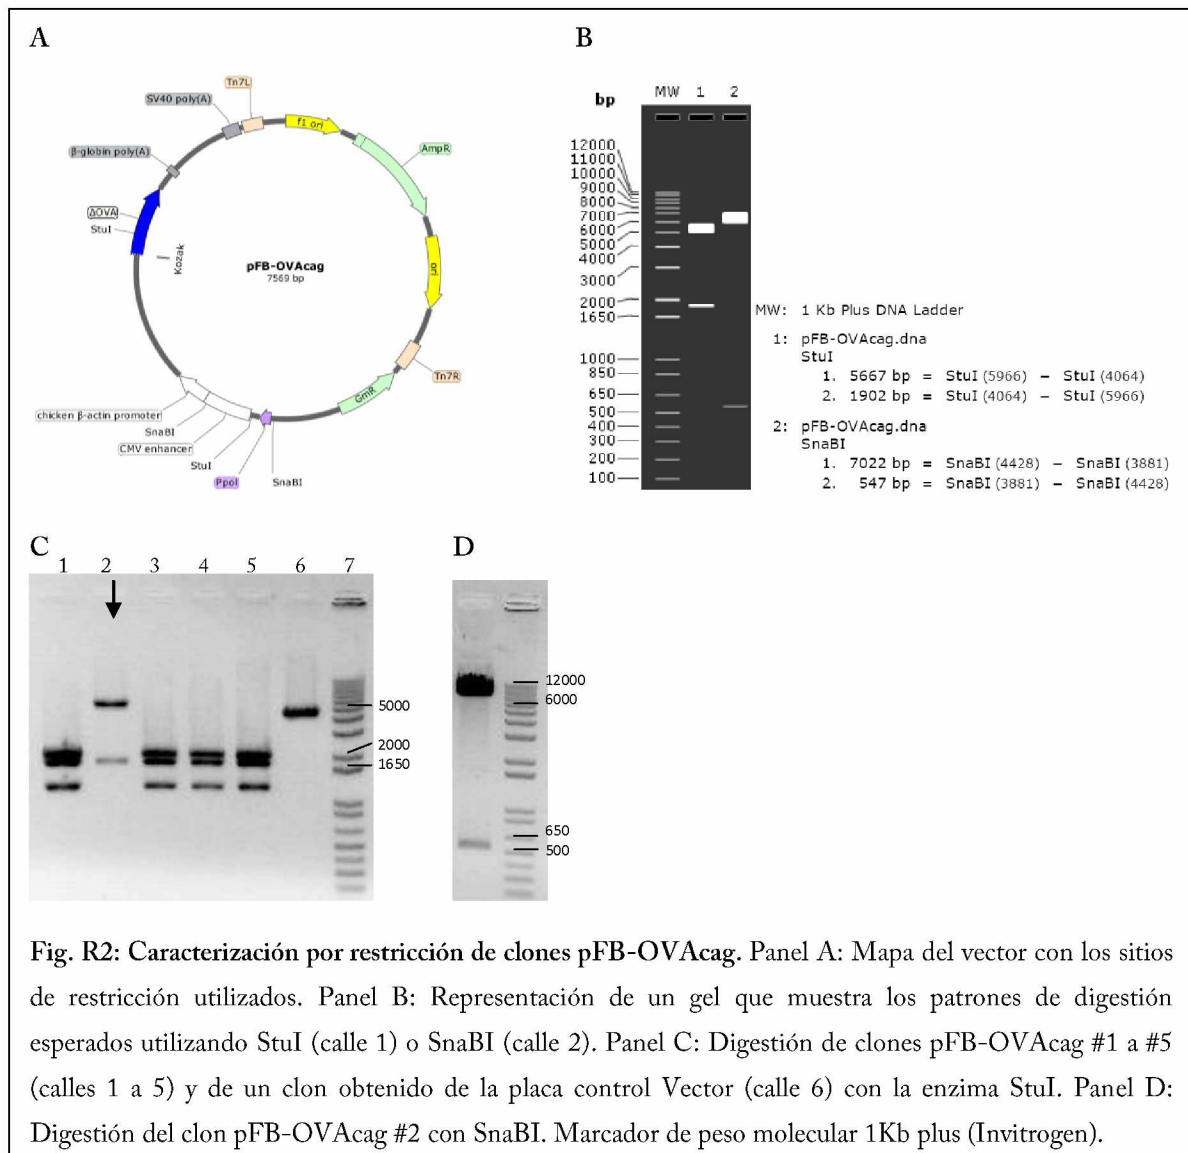 A
Tn7L
SV40 poly(A)
f1 ori
β-globin poly(A)
AmpR
ΔOVA
StuI
Kozak
pFB-OVAcag
7569 bp
ori
Tn7R
GmR
chicken β-actin promoter
SnaBI
CMV enhancer
StuI
PpoI
SnaBI
B
bp
MW 1 2
12000
11000
10000
9000
8000
7000
6000
5000
4000
3000
2000
1650
1000
850
650
500
400
300
200
100
MW: 1 Kb Plus DNA Ladder
1: pFB-OVAcag.dna
StuI
1. 5667 bp = StuI (5966) – StuI (4064)
2. 1902 bp = StuI (4064) – StuI (5966)
2: pFB-OVAcag.dna
SnaBI
1. 7022 bp = SnaBI (4428) – SnaBI (3881)
2. 547 bp = SnaBI (3881) – SnaBI (4428)
C
1 2 3 4 5 6 7
5000
2000
1650
D
12000
6000
650
500
Fig. R2: Caracterización por restricción de clones pFB-OVAcag. Panel A: Mapa del vector con los sitios
de restricción utilizados. Panel B: Representación de un gel que muestra los patrones de digestión
esperados utilizando StuI (calle 1) o SnaBI (calle 2). Panel C: Digestión de clones pFB-OVAcag #1 a #5
(calles 1 a 5) y de un clon obtenido de la placa control Vector (calle 6) con la enzima StuI. Panel D:
Digestión del clon pFB-OVAcag #2 con SnaBI. Marcador de peso molecular 1Kb plus (Invitrogen).